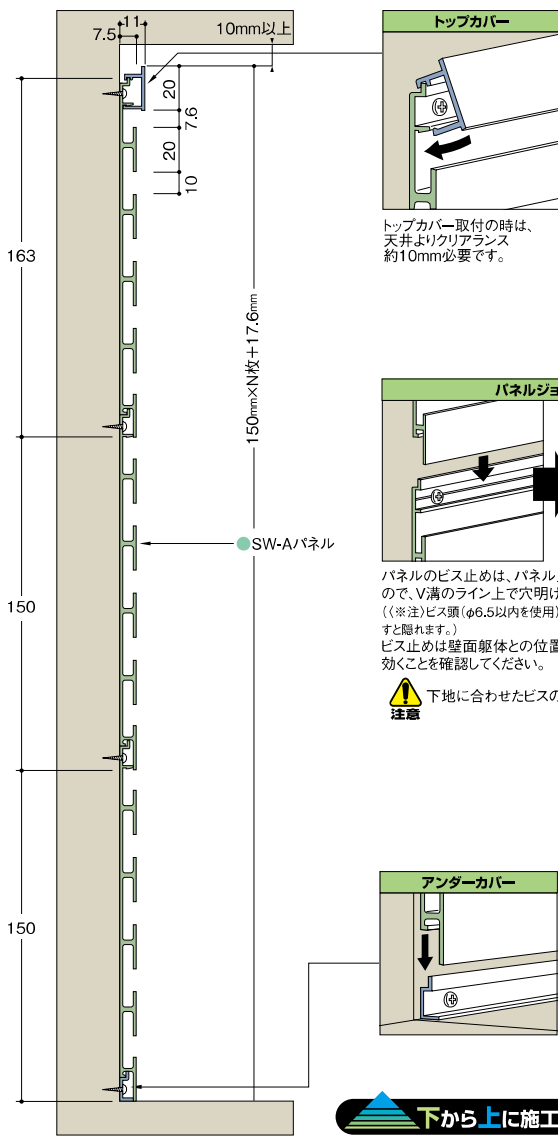 11
7.5
10mm以上
20
7.6
20
10
163
150mm×N枚+17.6mm
SW-Aパネル
150
150
トップカバー
トップカバー取付の時は、
天井よりクリアランス
約10mm必要です。
パネルジョ
パネルのビス止めは、パネル
ので、V溝のライン上で穴明け
(〈※注〉ビス頭(φ6.5以内を使用)
すと隠れます。)
ビス止めは壁面躯体との位置
効くことを確認してください。
注意
下地に合わせたビスの
アンダーカバー
下から上に施工